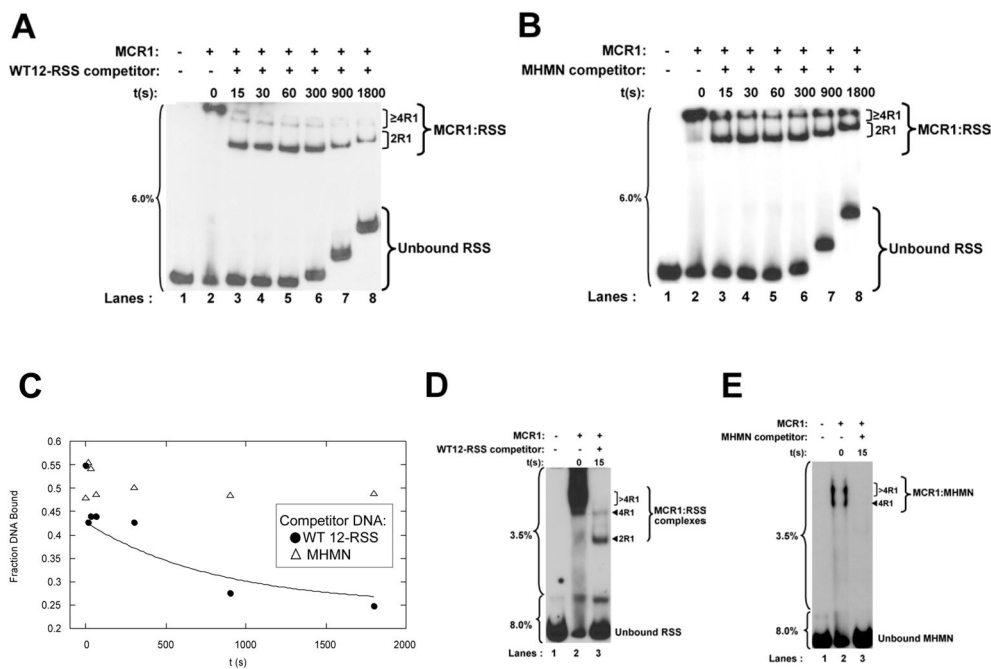 A
MCR1: - + + + + + + +
WT12-RSS competitor: - - + + + + + +
t(s): 0 15 30 60 300 900 1800
≥4R1
2R1
MCR1:RSS
6.0%
Unbound RSS
Lanes : 1 2 3 4 5 6 7 8
B
MCR1: - + + + + + + +
MHMN competitor: - - + + + + + +
t(s): 0 15 30 60 300 900 1800
≥4R1
2R1
MCR1:RSS
6.0%
Unbound RSS
Lanes : 1 2 3 4 5 6 7 8
C
0.6
0.55
0.5
0.45
0.4
0.35
0.3
0.25
0.2
Fraction DNA Bound
Competitor DNA:
WT 12-RSS
MHMN
0 500 1000 1500 2000
t (s)
D
MCR1: - + +
WT12-RSS competitor: - - +
t(s): 0 15
>4R1
4R1
2R1
MCR1:RSS
complexes
3.5%
8.0%
Unbound RSS
Lanes : 1 2 3
E
MCR1: - + +
MHMN competitor: - - +
t(s): 0 15
>4R1
4R1
MCR1:MHMN
3.5%
8.0%
Unbound MHMN
Lanes : 1 2 3